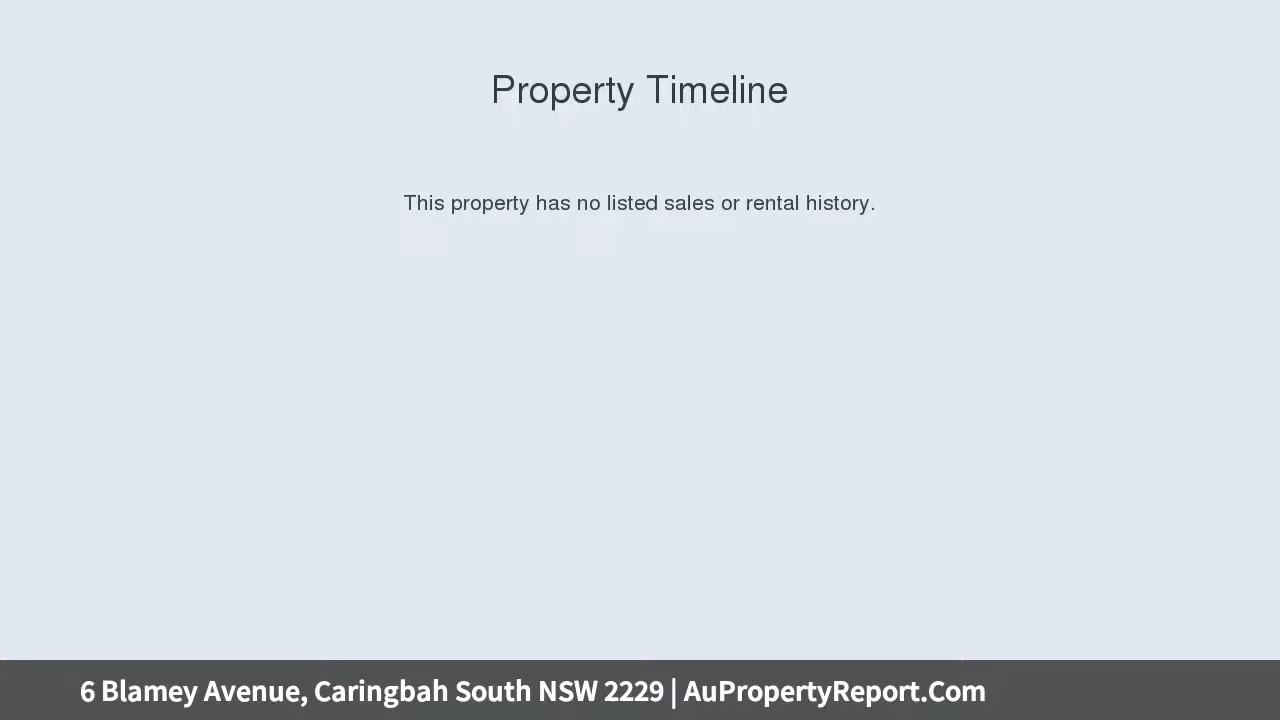 Property Timeline
This property has no listed sales or rental history.
6 Blamey Avenue, Caringbah South NSW 2229 | AuPropertyReport.Com